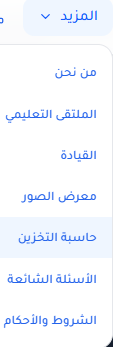 المزيد
من نحن
الملتقى التعليمي
القيادة
معرض الصور
حاسبة التخزين
الأسئلة الشائعة
الشروط والأحكام